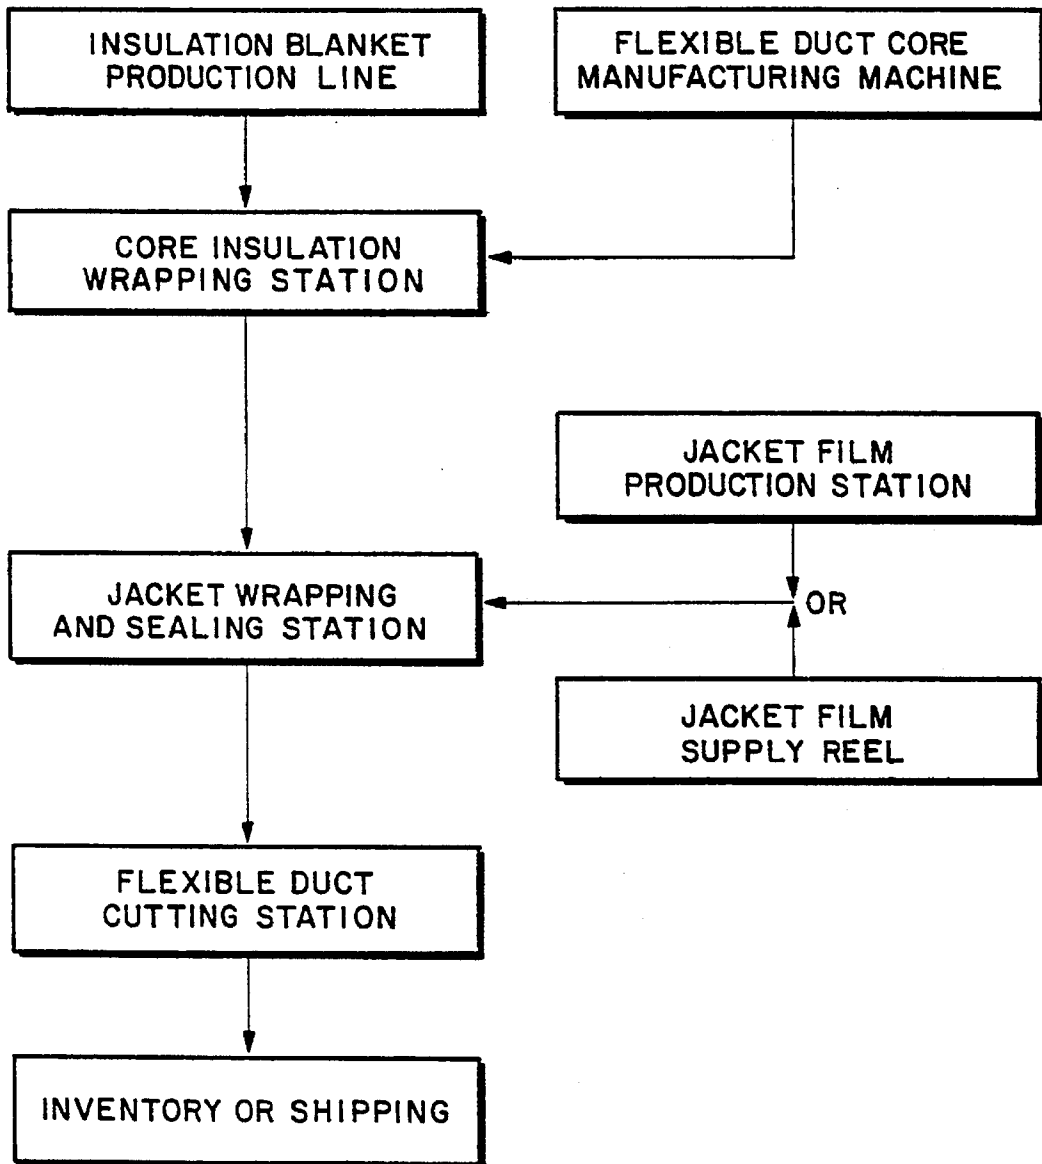 INSULATION BLANKET
PRODUCTION LINE
FLEXIBLE DUCT CORE
MANUFACTURING MACHINE
CORE INSULATION
WRAPPING STATION
JACKET FILM
PRODUCTION STATION
JACKET WRAPPING
AND SEALING STATION
OR
JACKET FILM
SUPPLY REEL
FLEXIBLE DUCT
CUTTING STATION
INVENTORY OR SHIPPING